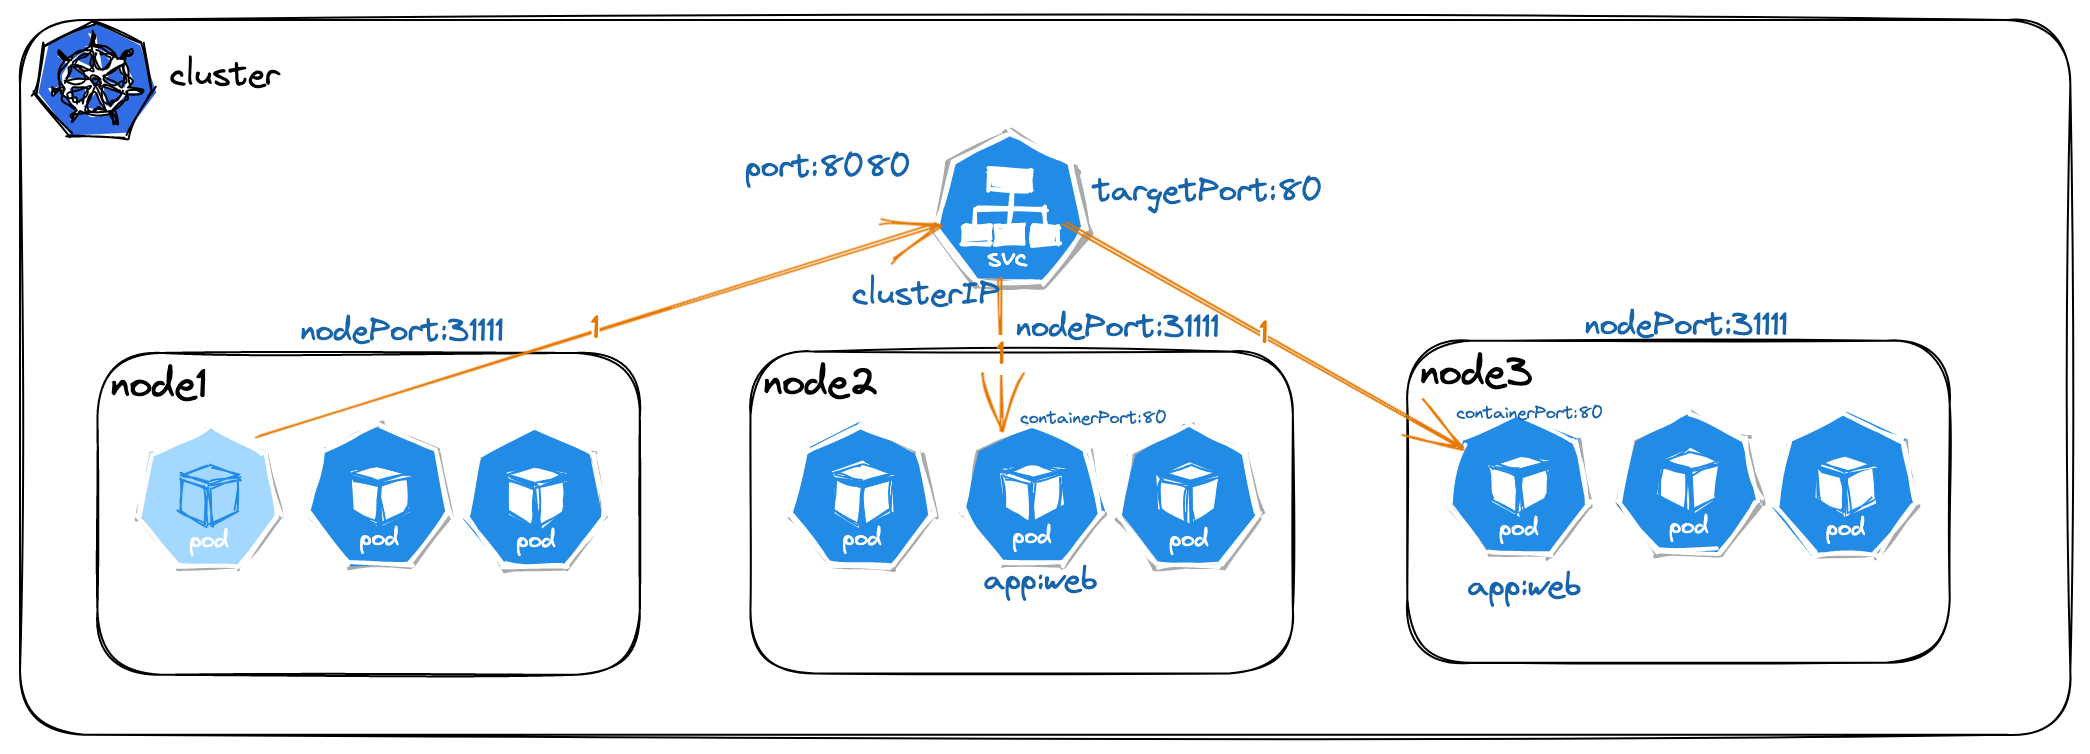 cluster
port:8080
targetPort:80
svc
clusterIP
nodePort:31111
nodePort:31111
nodePort:31111
1
1
1
node1
pod
pod
pod
node2
containerPort:80
pod
pod
pod
app:web
node3
containerPort:80
pod
pod
pod
app:web